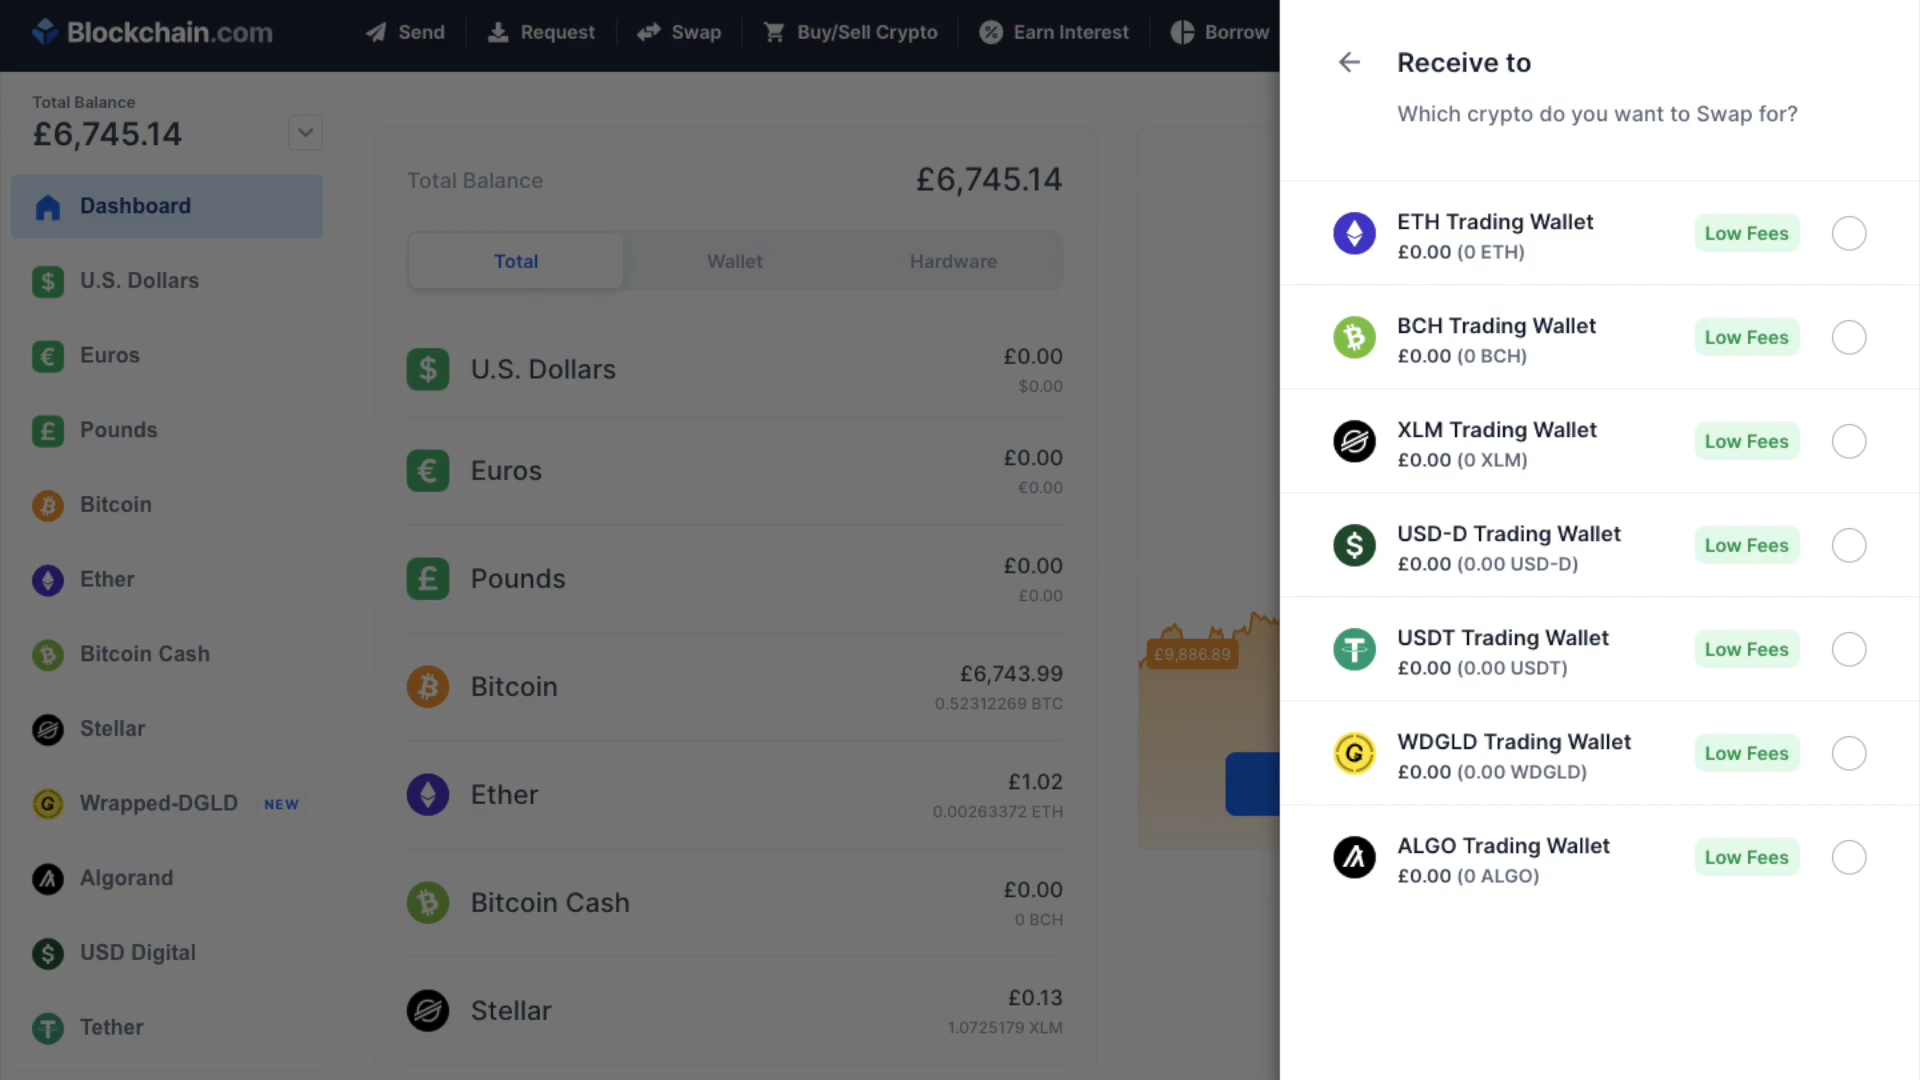 Blockchain.com
Send
Request
Swap
Buy/Sell Crypto
Earn Interest
Borrow
Total Balance
£6,745.14
Dashboard
U.S. Dollars
Euros
Pounds
Bitcoin
Ether
Bitcoin Cash
Stellar
Wrapped-DGLD NEW
Algorand
USD Digital
Tether
Total Balance £6,745.14
Total Wallet Hardware
U.S. Dollars £0.00
$0.00
Euros £0.00
€0.00
Pounds £0.00
£0.00
Bitcoin £6,743.99
0.52312269 BTC
Ether £1.02
0.00263372 ETH
Bitcoin Cash £0.00
0 BCH
Stellar £0.13
1.0725179 XLM
£9,886.89
Receive to
Which crypto do you want to Swap for?
ETH Trading Wallet
£0.00 (0 ETH)
Low Fees
BCH Trading Wallet
£0.00 (0 BCH)
Low Fees
XLM Trading Wallet
£0.00 (0 XLM)
Low Fees
USD-D Trading Wallet
£0.00 (0.00 USD-D)
Low Fees
USDT Trading Wallet
£0.00 (0.00 USDT)
Low Fees
WDGLD Trading Wallet
£0.00 (0.00 WDGLD)
Low Fees
ALGO Trading Wallet
£0.00 (0 ALGO)
Low Fees